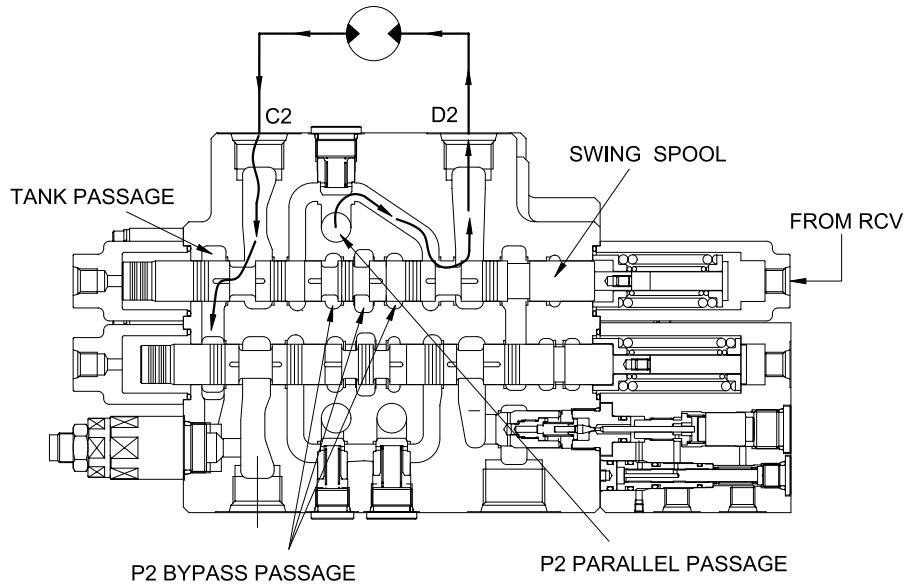 C2
D2
SWING SPOOL
TANK PASSAGE
FROM RCV
P2 BYPASS PASSAGE
P2 PARALLEL PASSAGE